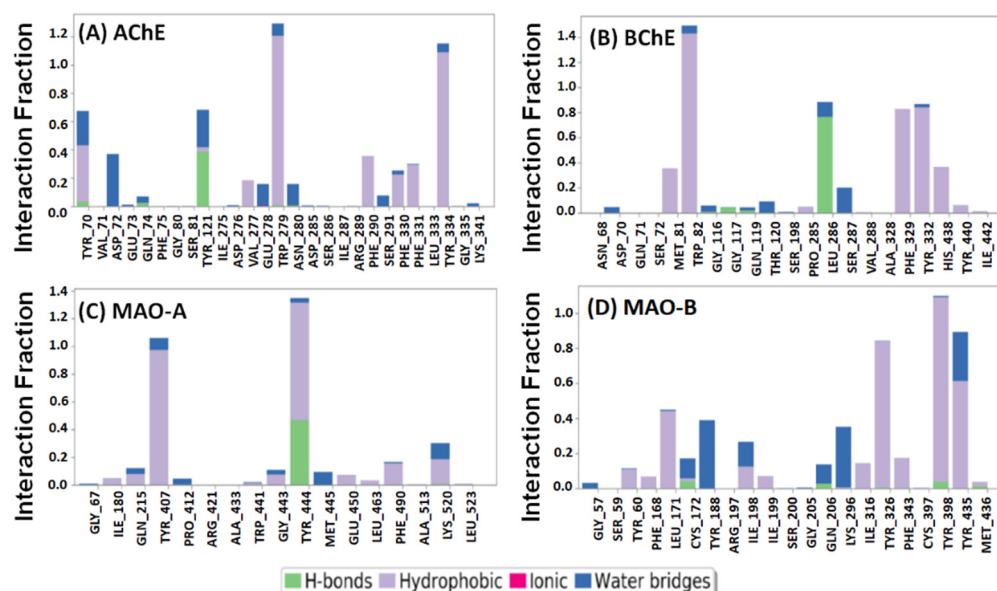 (A) AChE
Interaction Fraction
1.2
1.0
0.8
0.6
0.4
0.2
0.0
TYR_70
VAL_71
ASP_72
GLU_73
GLN_74
PHE_75
GLY_80
SER_81
TYR_121
ILE_275
ASP_276
VAL_277
GLU_278
TRP_279
ASN_280
ASP_285
SER_286
ILE_287
ARG_289
PHE_290
SER_291
PHE_330
PHE_331
LEU_333
TYR_334
GLY_335
LYS_341
(B) BChE
Interaction Fraction
1.4
1.2
1.0
0.8
0.6
0.4
0.2
0.0
ASN_68
ASP_70
GLN_71
SER_72
MET_81
TRP_82
GLY_116
GLY_117
GLN_119
THR_120
SER_198
PRO_285
LEU_286
SER_287
VAL_288
ALA_328
PHE_329
TYR_332
HIS_438
TYR_440
ILE_442
(C) MAO-A
Interaction Fraction
1.4
1.2
1.0
0.8
0.6
0.4
0.2
0.0
GLY_67
ILE_180
GLN_215
TYR_407
PRO_412
ARG_421
ALA_433
TRP_441
GLY_443
TYR_444
MET_445
GLU_450
LEU_463
PHE_490
ALA_513
LYS_520
LEU_523
(D) MAO-B
Interaction Fraction
1.0
0.8
0.6
0.4
0.2
0.0
GLY_57
SER_59
TYR_60
PHE_168
LEU_171
CYS_172
TYR_188
ARG_197
ILE_198
ILE_199
SER_200
GLY_205
GLN_206
LYS_296
ILE_316
TYR_326
PHE_343
CYS_397
TYR_398
TYR_435
MET_436
H-bonds Hydrophobic Ionic Water bridges